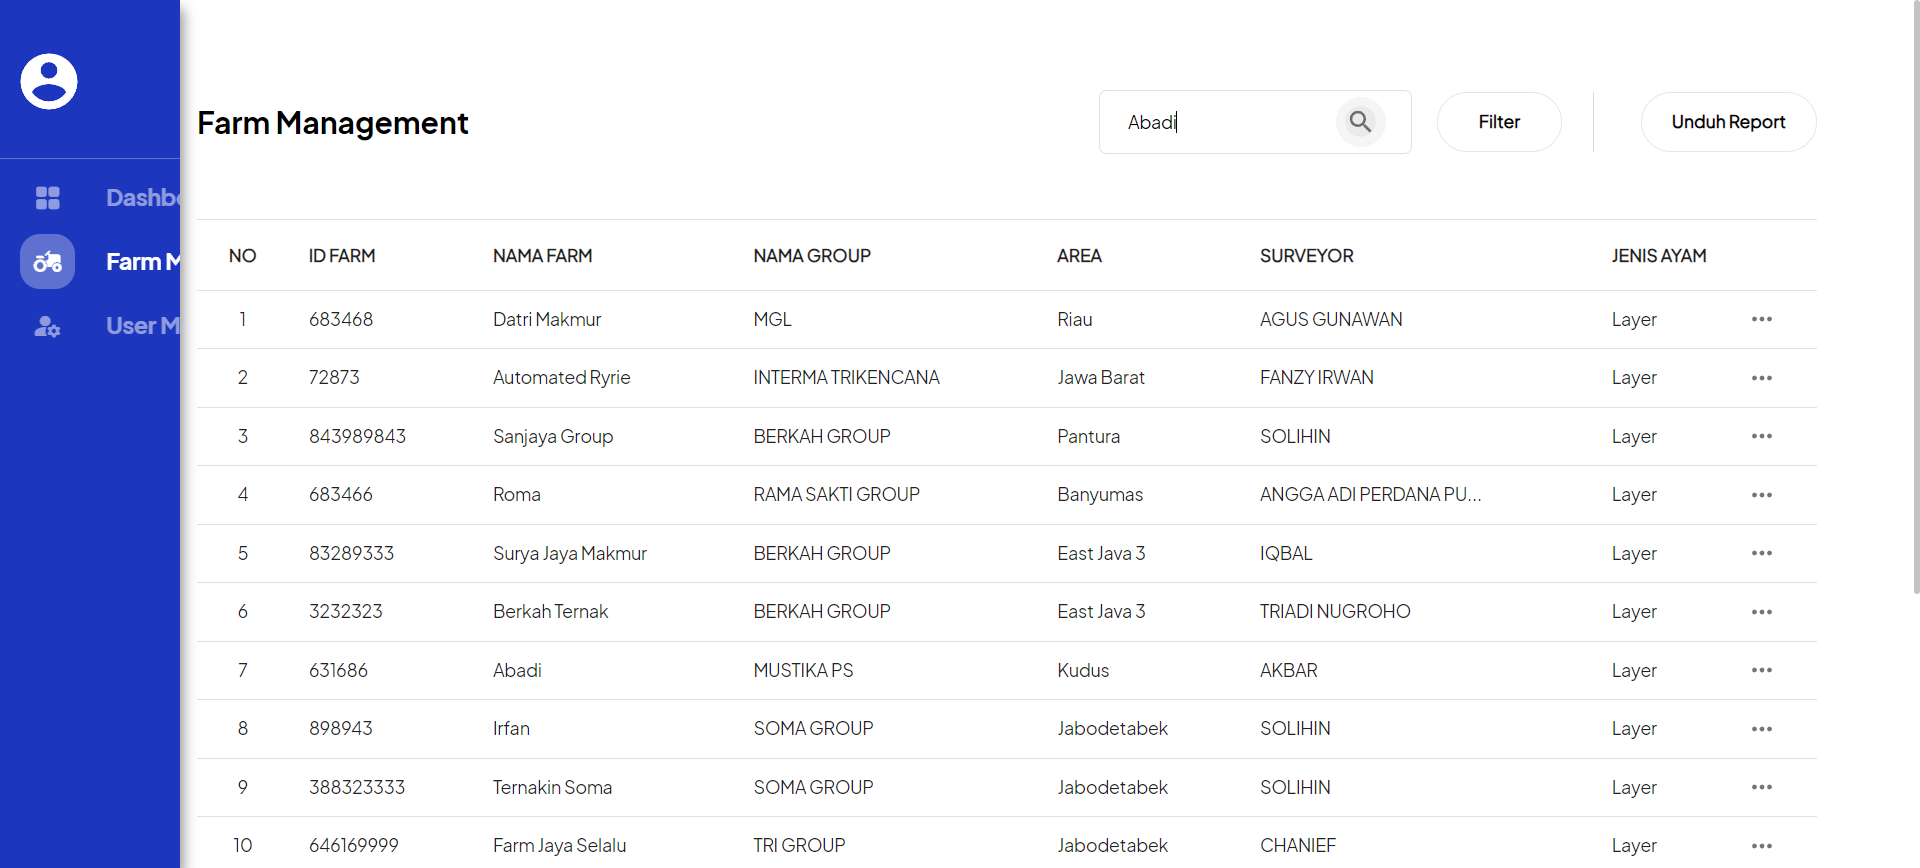 Farm Management
Abadi
Filter
Unduh Report
Dashbo
Farm M
User M
NO ID FARM NAMA FARM NAMA GROUP AREA SURVEYOR JENIS AYAM
1 683468 Datri Makmur MGL Riau AGUS GUNAWAN Layer
2 72873 Automated Ryrie INTERMA TRIKENCANA Jawa Barat FANZY IRWAN Layer
3 843989843 Sanjaya Group BERKAH GROUP Pantura SOLIHIN Layer
4 683466 Roma RAMA SAKTI GROUP Banyumas ANGGA ADI PERDANA PU... Layer
5 83289333 Surya Jaya Makmur BERKAH GROUP East Java 3 IQBAL Layer
6 3232323 Berkah Ternak BERKAH GROUP East Java 3 TRIADI NUGROHO Layer
7 631686 Abadi MUSTIKA PS Kudus AKBAR Layer
8 898943 Irfan SOMA GROUP Jabodetabek SOLIHIN Layer
9 388323333 Ternakin Soma SOMA GROUP Jabodetabek SOLIHIN Layer
10 646169999 Farm Jaya Selalu TRI GROUP Jabodetabek CHANIEF Layer